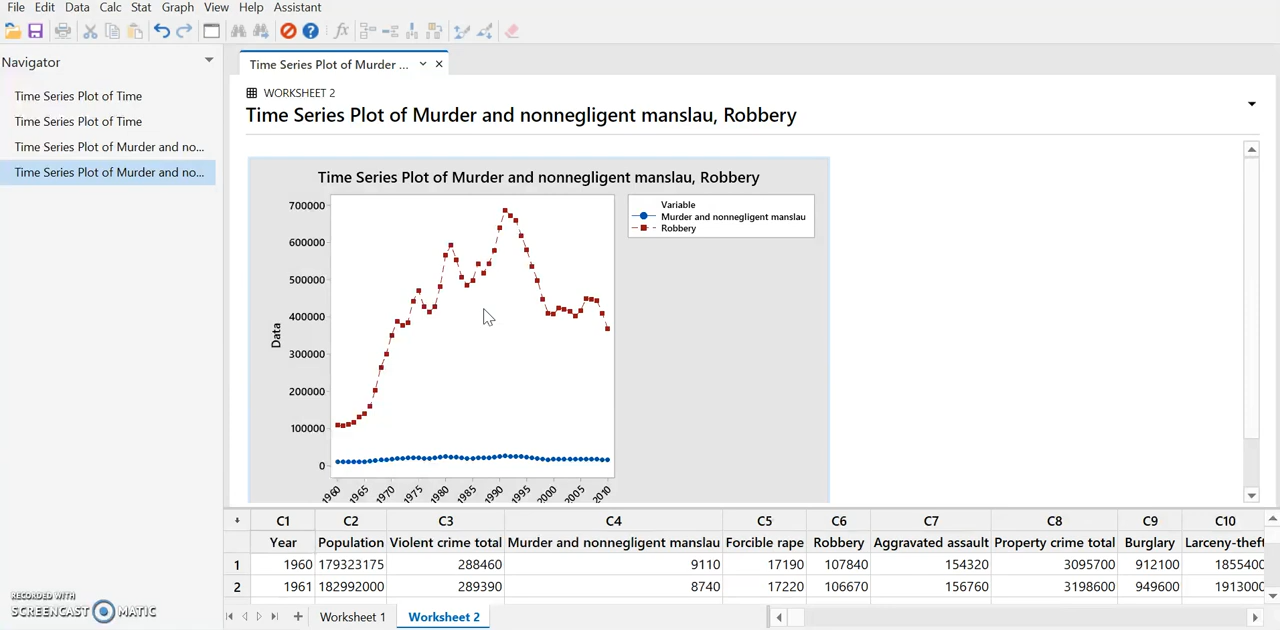 File Edit Data Calc Stat Graph View Help Assistant
fx
Navigator
Time Series Plot of Time
Time Series Plot of Time
Time Series Plot of Murder and no...
Time Series Plot of Murder and no...
Time Series Plot of Murder ...
WORKSHEET 2
Time Series Plot of Murder and nonnegligent manslau, Robbery
Time Series Plot of Murder and nonnegligent manslau, Robbery
Variable
Murder and nonnegligent manslau
Robbery
700000
600000
500000
400000
300000
200000
100000
0
Data
1960 1965 1970 1975 1980 1985 1990 1995 2000 2005 2010
C1 C2 C3 C4 C5 C6 C7 C8 C9 C10
Year Population Violent crime total Murder and nonnegligent manslau Forcible rape Robbery Aggravated assault Property crime total Burglary Larceny-theft
1 1960 179323175 288460 9110 17190 107840 154320 3095700 912100 1855400
2 1961 182992000 289390 8740 17220 106670 156760 3198600 949600 1913000
Worksheet 1 Worksheet 2
RECORDED WITH
SCREENCAST MATIC